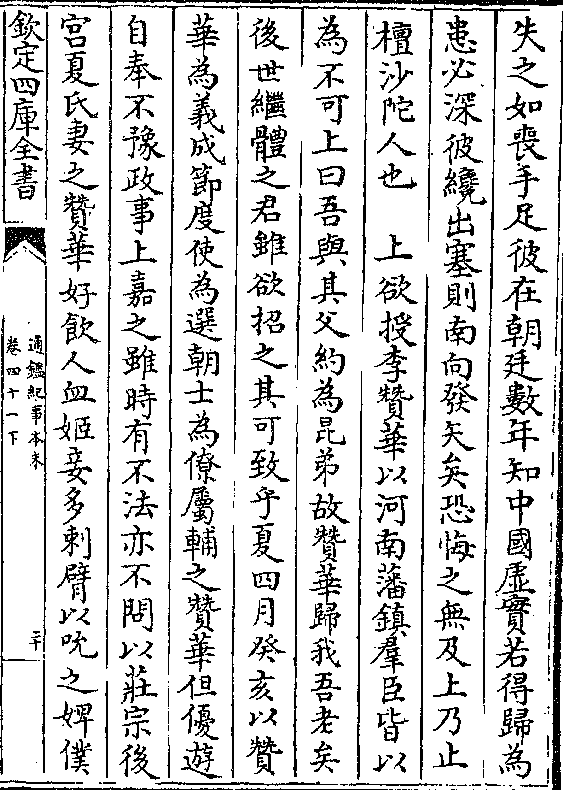 失之如喪手足彼在朝廷數年知中國虛實若得歸為
患必深彼纔出塞則南向發矢矣恐悔之無及上乃止
檀沙陀人也　上欲授李贊華以河南藩鎮羣臣皆以
為不可上曰吾與其父約為昆弟故贊華歸我吾老矣
後世繼體之君雖欲招之其可致乎夏四月癸亥以贊
華為義成節度使為選朝士為僚屬輔之贊華但優遊
自奉不豫政事上嘉之雖時有不法亦不問以莊宗後
宮夏氏妻之贊華好飲人血姬妾多刺臂以吮之婢僕
欽定四庫全書
通鑑紀事本末
卷四十一下
二十